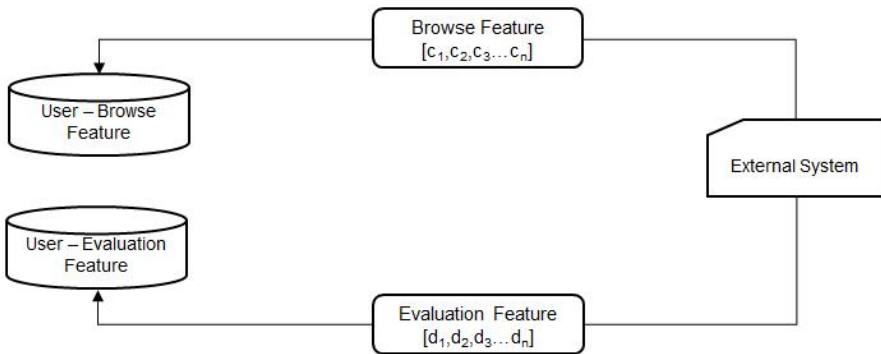 Browse Feature
[c₁,c₂,c₃…cₙ]
User – Browse
Feature
External System
User – Evaluation
Feature
Evaluation Feature
[d₁,d₂,d₃…dₙ]